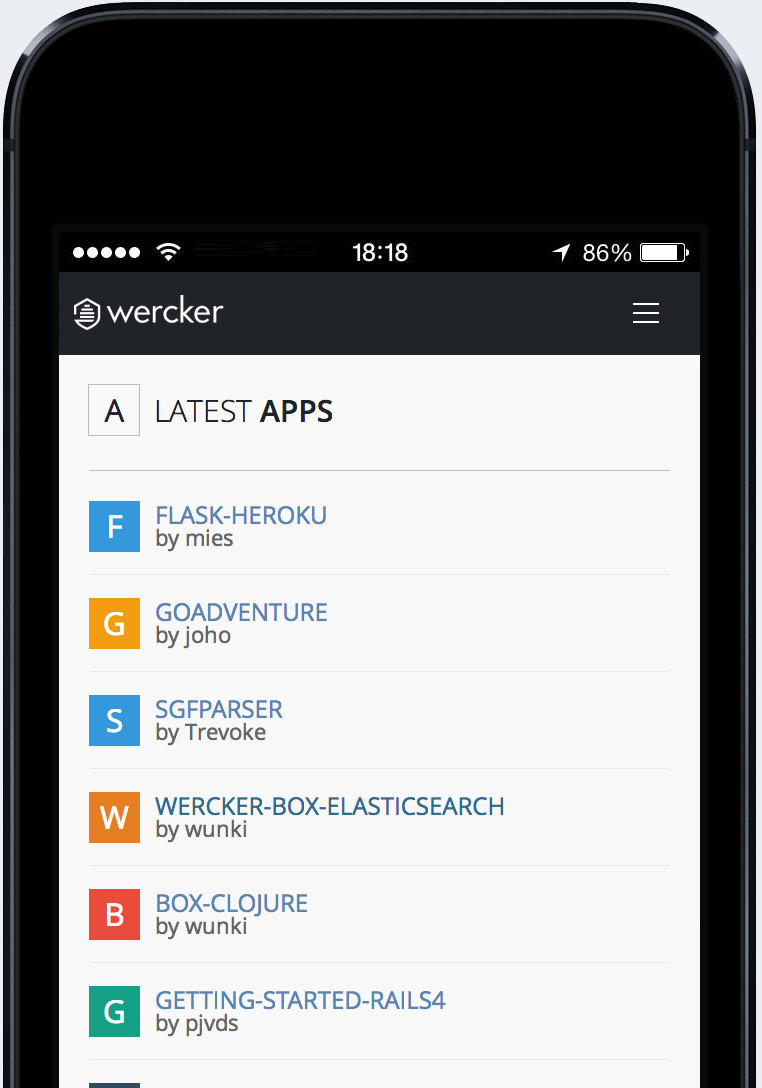 18:18 86%
wercker
A LATEST APPS
F FLASK-HEROKU
by mies
G GOADVENTURE
by joho
S SGFPARSER
by Trevoke
W WERCKER-BOX-ELASTICSEARCH
by wunki
B BOX-CLOJURE
by wunki
G GETTING-STARTED-RAILS4
by pjvds